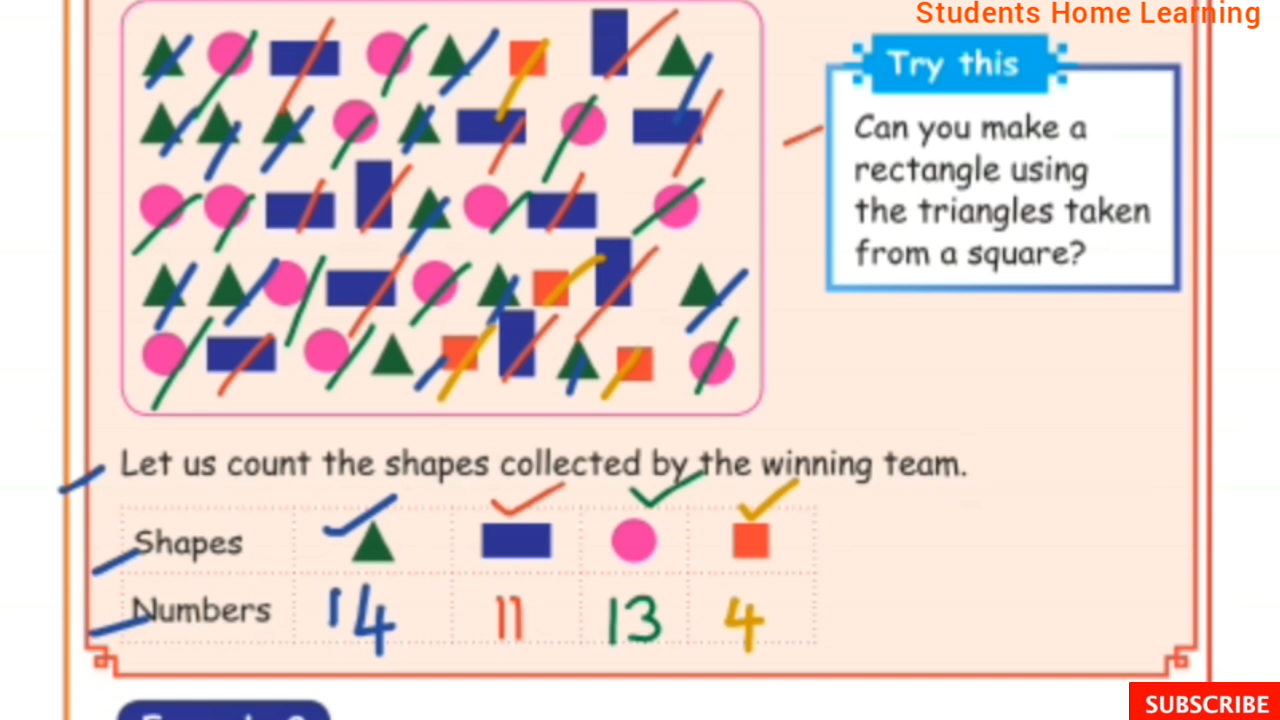 Students Home Learning
Try this
Can you make a
rectangle using
the triangles taken
from a square?
Let us count the shapes collected by the winning team.
Shapes
Numbers 14 11 13 4
SUBSCRIBE